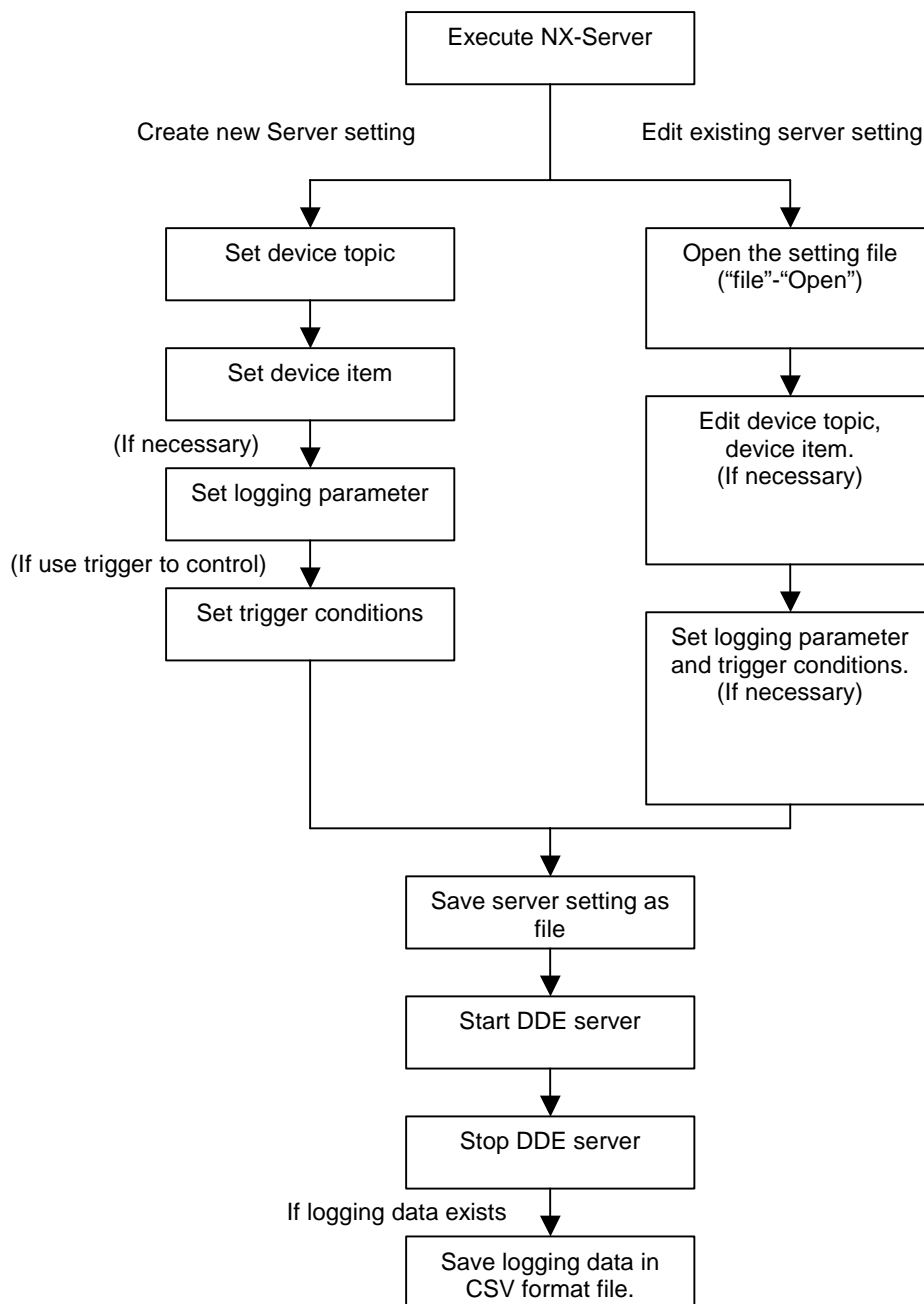 Execute NX-Server
Create new Server setting
Edit existing server setting
Set device topic
Set device item
(If necessary)
Set logging parameter
(If use trigger to control)
Set trigger conditions
Open the setting file
(“file”-“Open”)
Edit device topic,
device item.
(If necessary)
Set logging parameter
and trigger conditions.
(If necessary)
Save server setting as
file
Start DDE server
Stop DDE server
If logging data exists
Save logging data in
CSV format file.